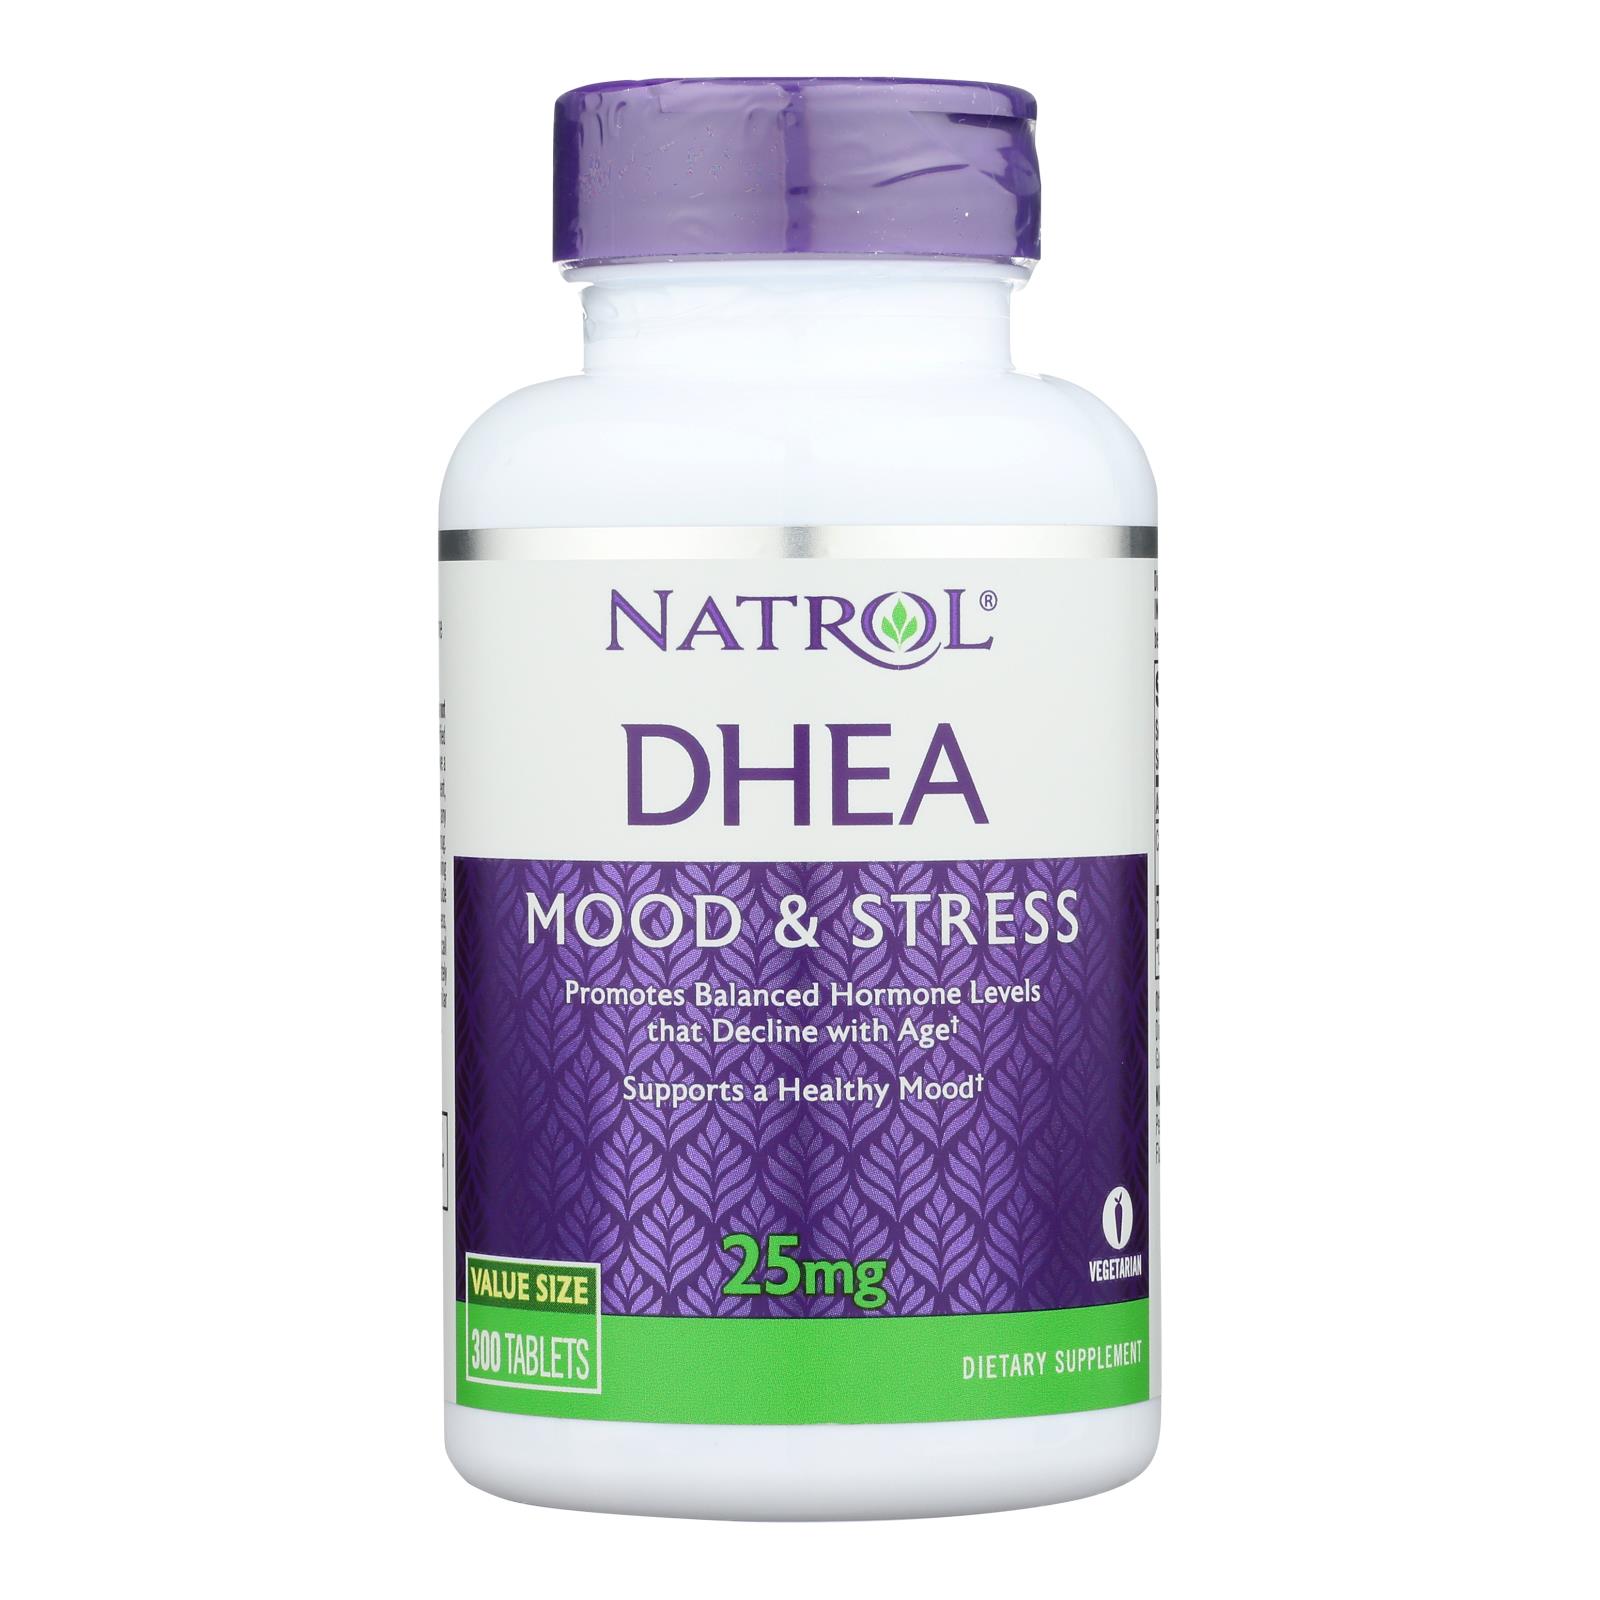 NATROL®
DHEA
MOOD & STRESS
Promotes Balanced Hormone Levels
that Decline with Age†
Supports a Healthy Mood†
25mg
VEGETARIAN
VALUE SIZE
300 TABLETS
DIETARY SUPPLEMENT